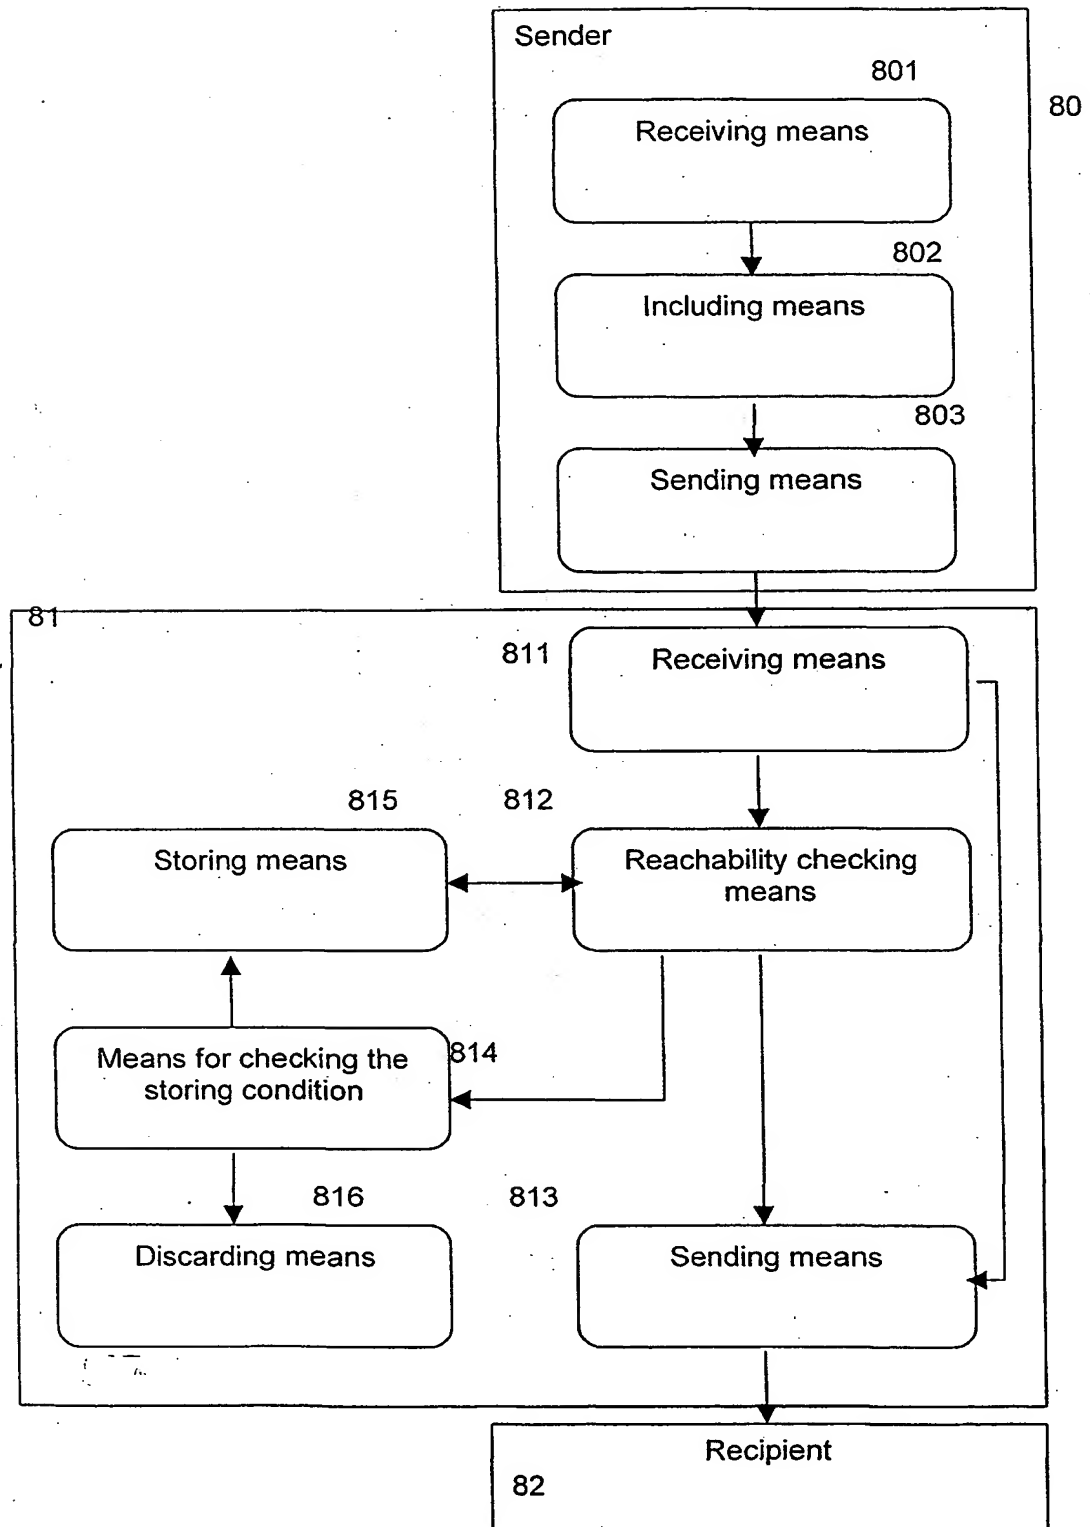 Sender
801
80
Receiving means
802
Including means
803
Sending means
81
811
Receiving means
815
812
Storing means
Reachability checking
means
Means for checking the
storing condition
814
816
813
Discarding means
Sending means
Recipient
82